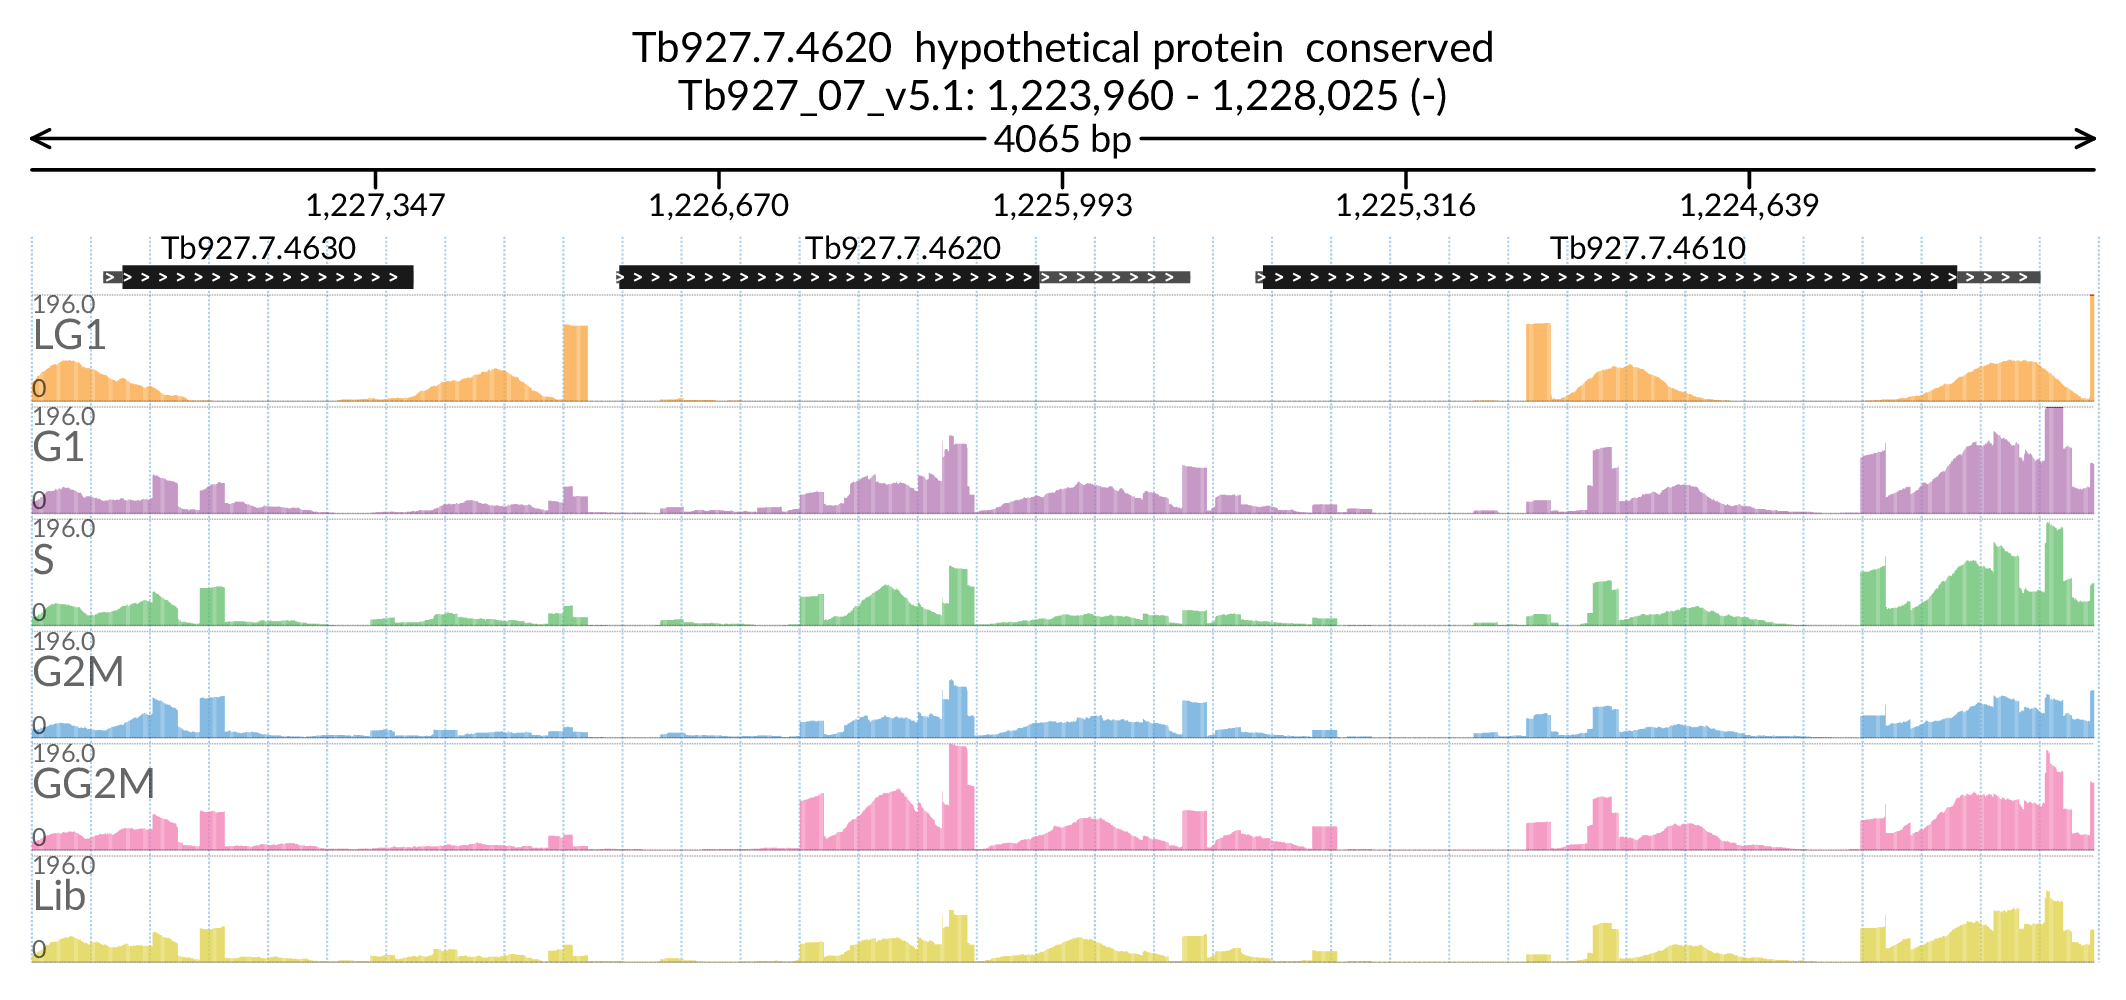 Tb927.7.4620 hypothetical protein conserved
Tb927_07_v5.1: 1,223,960 - 1,228,025 (-)
4065 bp
1,227,347 1,226,670 1,225,993 1,225,316 1,224,639
Tb927.7.4630 Tb927.7.4620 Tb927.7.4610
196.0
LG1
0
196.0
G1
0
196.0
S
0
196.0
G2M
0
196.0
GG2M
0
196.0
Lib
0